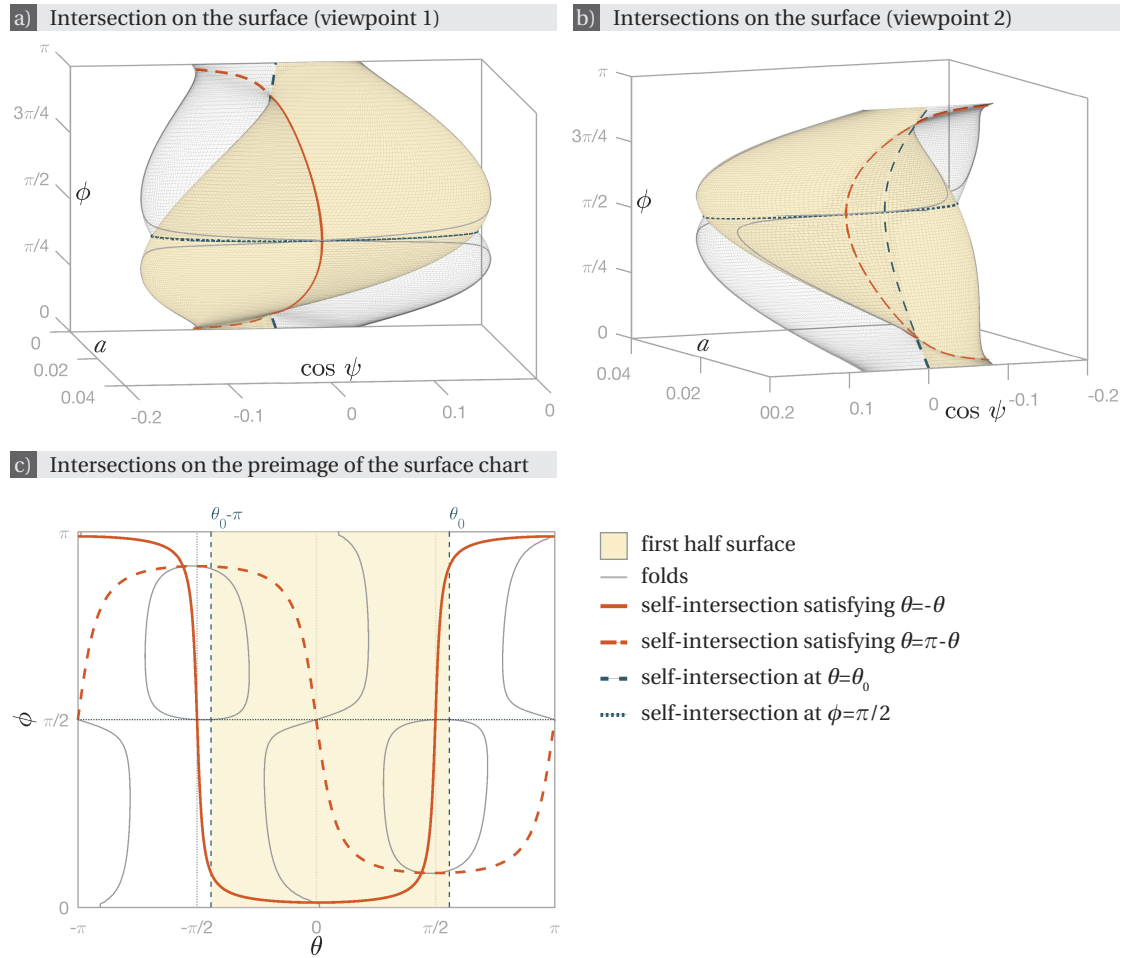 a) Intersection on the surface (viewpoint 1)
π
3π/4
π/2
ϕ
π/4
0
0
a
0.02
0.04
cos ψ
-0.2
-0.1
0
0.1
0
b) Intersections on the surface (viewpoint 2)
π
3π/4
π/2
ϕ
π/4
0
a
0.04
0.02
00.2
0.1
0
cos ψ
-0.1
-0.2
c) Intersections on the preimage of the surface chart
θ₀-π
θ₀
π
ϕ
π/2
0
-π
-π/2
0
π/2
π
θ
first half surface
folds
self-intersection satisfying θ=-θ
self-intersection satisfying θ=π-θ
self-intersection at θ=θ₀
self-intersection at ϕ=π/2